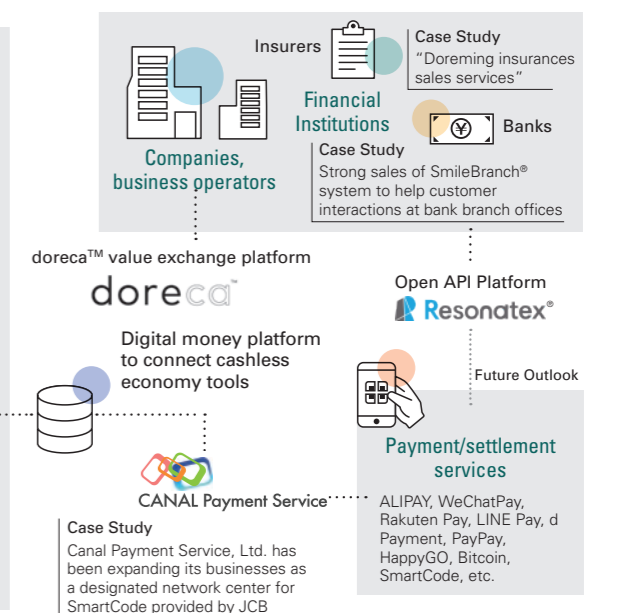 Insurers
Case Study
“Doreming insurances
sales services”
Financial
Institutions
¥
Banks
Companies,
business operators
Case Study
Strong sales of SmileBranch®
system to help customer
interactions at bank branch offices
doreca™ value exchange platform
doreca™
Open API Platform
Resonatex®
Digital money platform
to connect cashless
economy tools
Future Outlook
Payment/settlement
services
ALIPAY, WeChatPay,
Rakuten Pay, LINE Pay, d
Payment, PayPay,
HappyGO, Bitcoin,
SmartCode, etc.
CANAL Payment Service
Case Study
Canal Payment Service, Ltd. has
been expanding its businesses as
a designated network center for
SmartCode provided by JCB